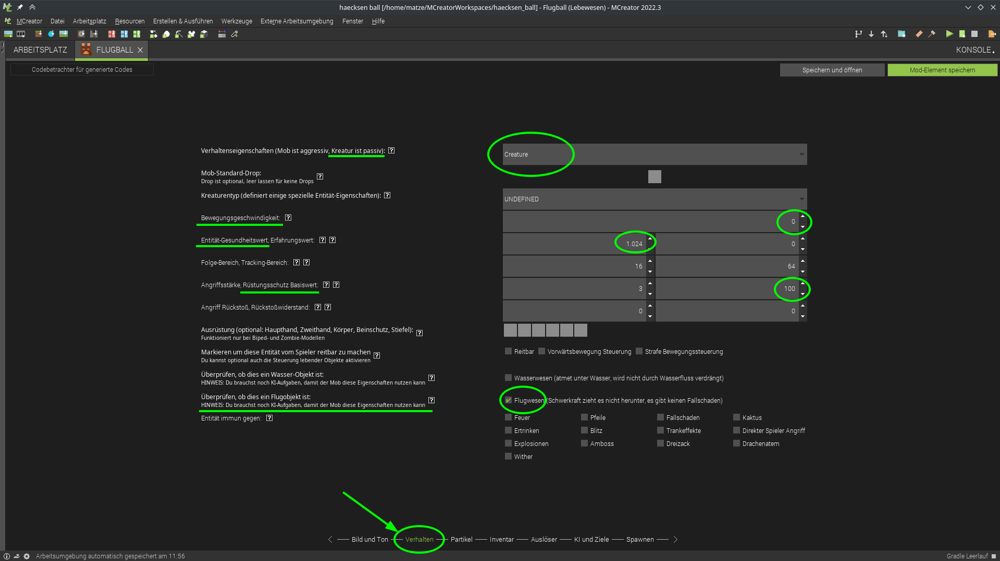 haecksen ball [/home/matze/MCreatorWorkspaces/haecksen_ball] - Flugball (Lebewesen) - MCreator 2022.3
MCreator Datei Arbeitsplatz Resourcen Erstellen & Ausführen Werkzeuge Externe Arbeitsumgebung Fenster Hilfe
ARBEITSPLATZ FLUGBALL KONSOLE
Codebetrachter für generierte Codes Speichern und öffnen Mod-Element speichern
Verhaltenseigenschaften (Mob ist aggressiv, Kreatur ist passiv): ? Creature
Mob-Standard-Drop:
Drop ist optional, leer lassen für keine Drops ?
Kreaturentyp (definiert einige spezielle Entität-Eigenschaften): ? UNDEFINED
Bewegungsgeschwindigkeit: ? 0
Entität-Gesundheitswert, Erfahrungswert: ? ? 1.024 0
Folge-Bereich, Tracking-Bereich: ? ? 16 64
Angriffsstärke, Rüstungsschutz Basiswert: ? ? 3 100
Angriff Rückstoß, Rückstoßwiderstand: ? ? 0 0
Ausrüstung (optional: Haupthand, Zweithand, Körper, Beinschutz, Stiefel): ?
Funktioniert nur bei Biped- und Zombie-Modellen
Markieren um diese Entität vom Spieler reitbar zu machen ? Reitbar Vorwärtsbewegung Steuerung Strafe Bewegungssteuerung
Du kannst optional auch die Steuerung lebender Objekte aktivieren
Überprüfen, ob dies ein Wasser-Objekt ist: ? Wasserwesen (atmet unter Wasser, wird nicht durch Wasserfluss verdrängt)
HINWEIS: Du brauchst noch KI-Aufgaben, damit der Mob diese Eigenschaften nutzen kann
Überprüfen, ob dies ein Flugobjekt ist: ? Flugwesen (Schwerkraft zieht es nicht herunter, es gibt keinen Fallschaden)
HINWEIS: Du brauchst noch KI-Aufgaben, damit der Mob diese Eigenschaften nutzen kann
Entität immun gegen: ? Feuer Pfeile Fallschaden Kaktus
Ertrinken Blitz Trankeffekte Direkter Spieler Angriff
Explosionen Amboss Dreizack Drachenatem
Wither
Bild und Ton Verhalten Partikel Inventar Auslöser KI und Ziele Spawnen
Arbeitsumgebung automatisch gespeichert am 11:56 Gradle Leerlauf